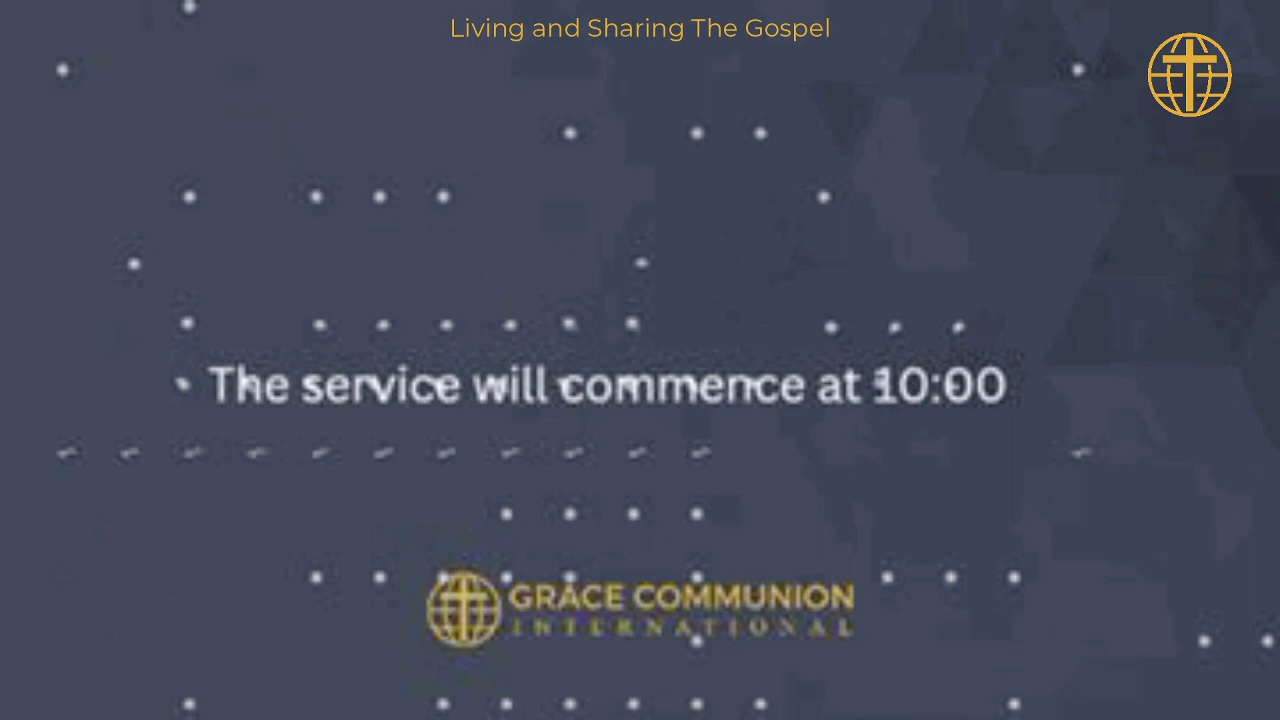 Living and Sharing The Gospel
The service will commence at 10:00
GRACE COMMUNION
INTERNATIONAL